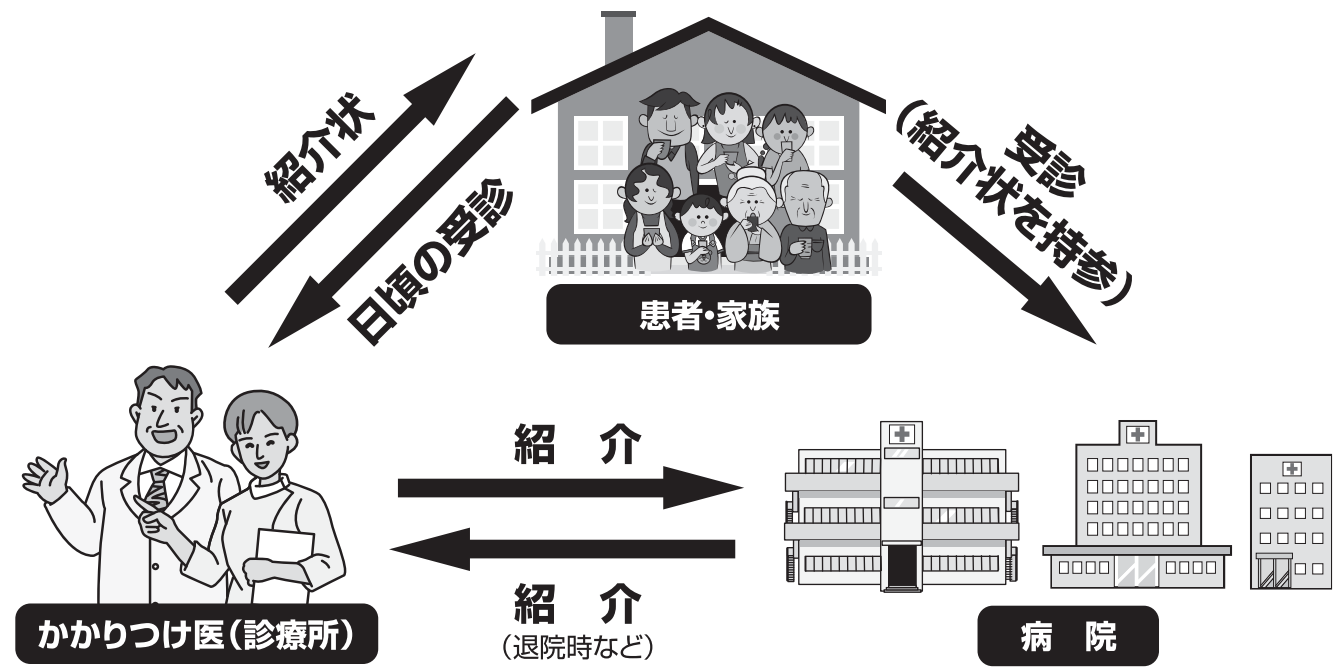 紹介状
日頃の受診
受診
（紹介状を持参）
患者・家族
紹　介
紹　介
（退院時など）
かかりつけ医（診療所）
病　院